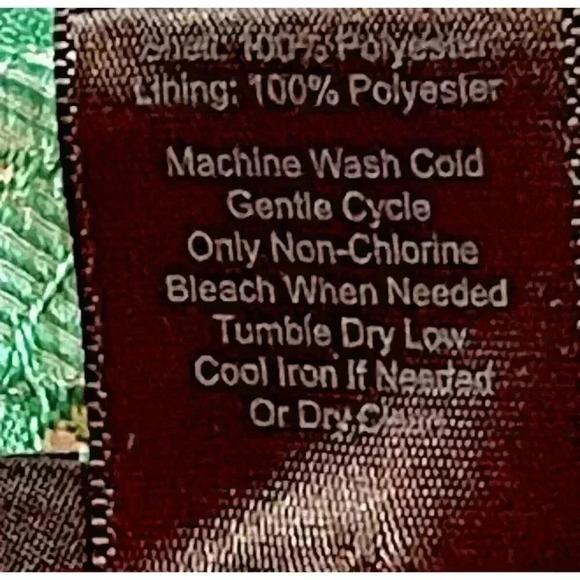 Shell: 100% Polyester
Lining: 100% Polyester
Machine Wash Cold
Gentle Cycle
Only Non-Chlorine
Bleach When Needed
Tumble Dry Low
Cool Iron If Needed
Or Dry Clean